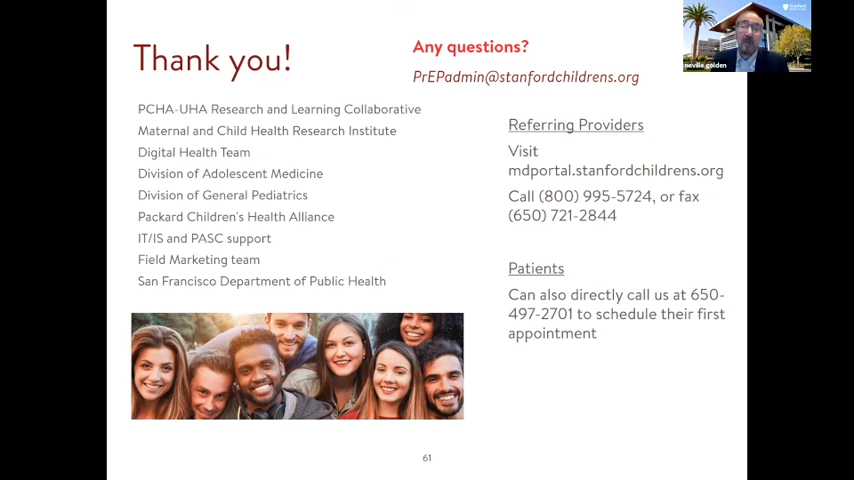 Thank you!
Any questions?
PrEPadmin@stanfordchildrens.org
PCHA-UHA Research and Learning Collaborative
Maternal and Child Health Research Institute
Digital Health Team
Division of Adolescent Medicine
Division of General Pediatrics
Packard Children's Health Alliance
IT/IS and PASC support
Field Marketing team
San Francisco Department of Public Health
Referring Providers
Visit
mdportal.stanfordchildrens.org
Call (800) 995-5724, or fax
(650) 721-2844
Patients
Can also directly call us at 650-
497-2701 to schedule their first
appointment
61
neville golden
Stanford